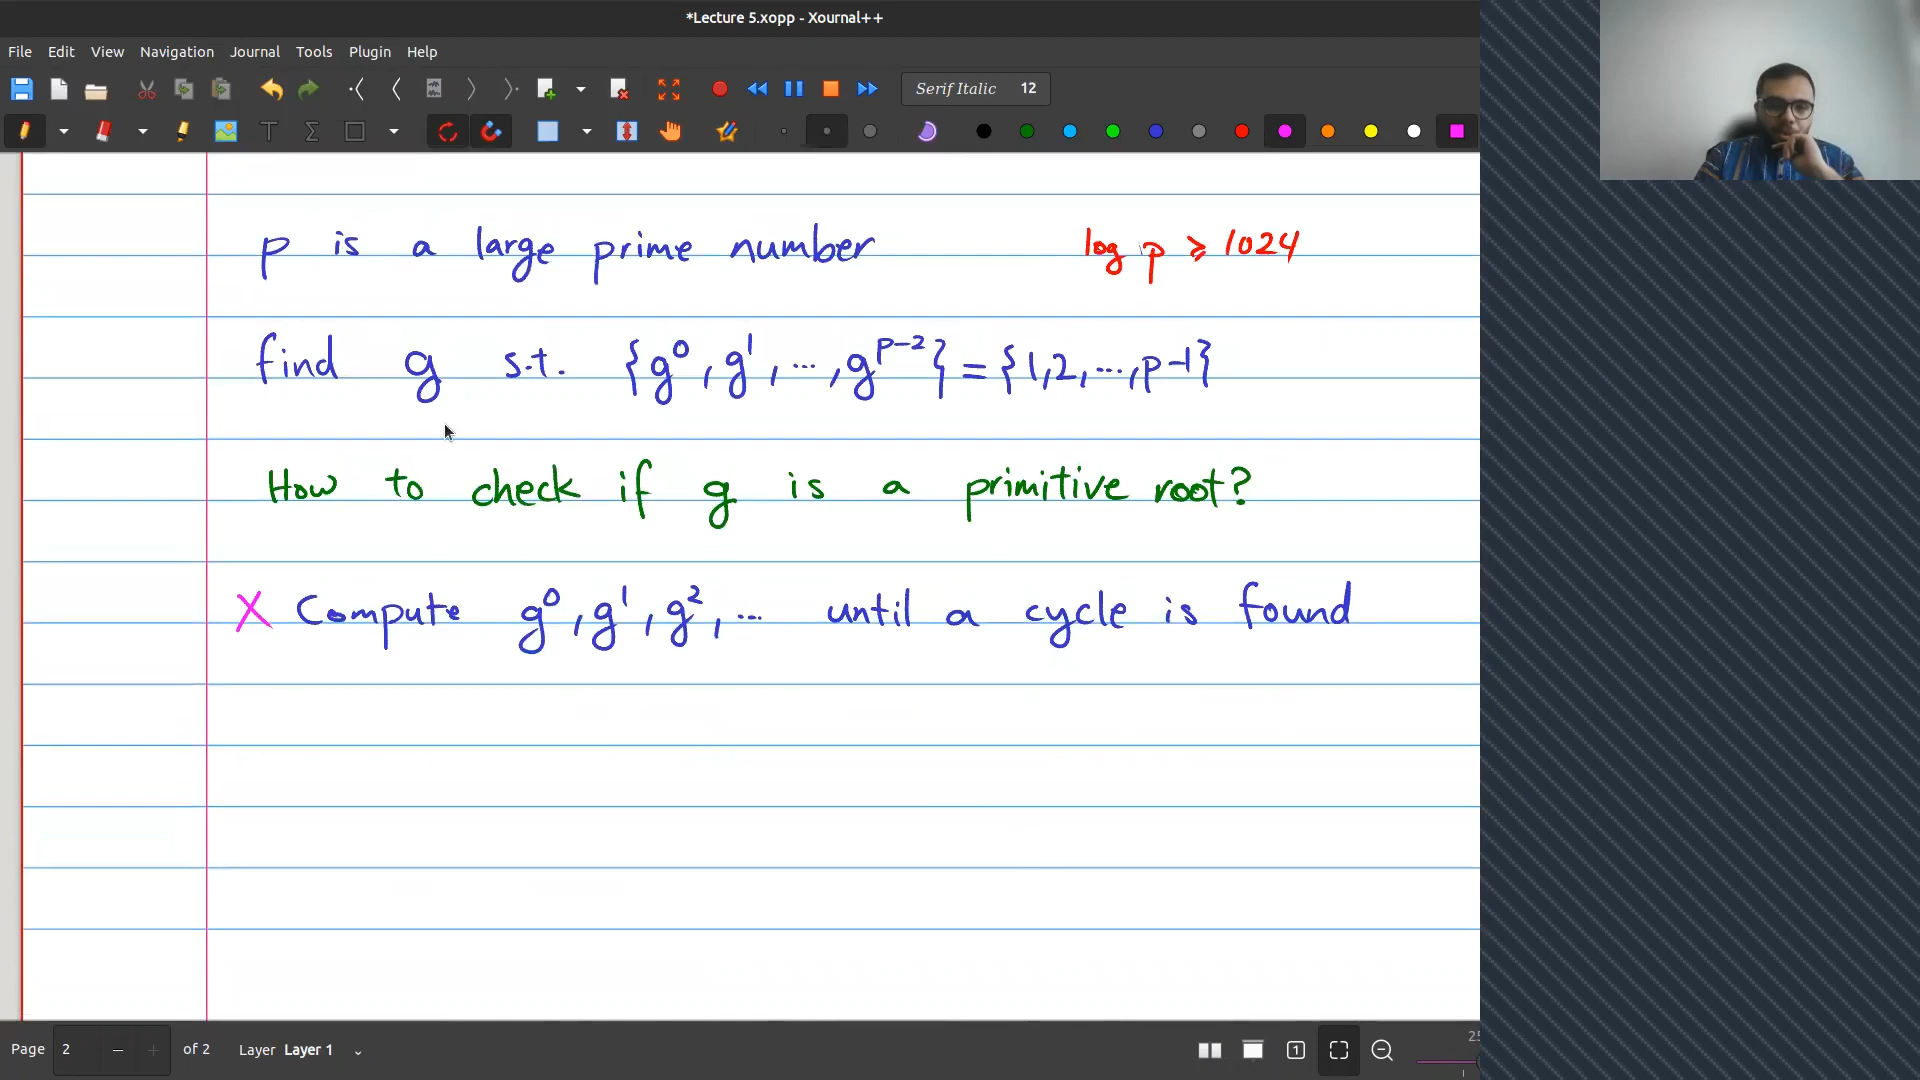 *Lecture 5.xopp - Xournal++
File Edit View Navigation Journal Tools Plugin Help
Serif Italic 12
p is a large prime number log p ⩾ 1024
find g s.t. {g⁰, g¹, ..., gᵖ⁻²} = {1,2,...,p-1}
How to check if g is a primitive root?
X Compute g⁰, g¹, g², ... until a cycle is found
Page 2 of 2 Layer Layer 1 1 25